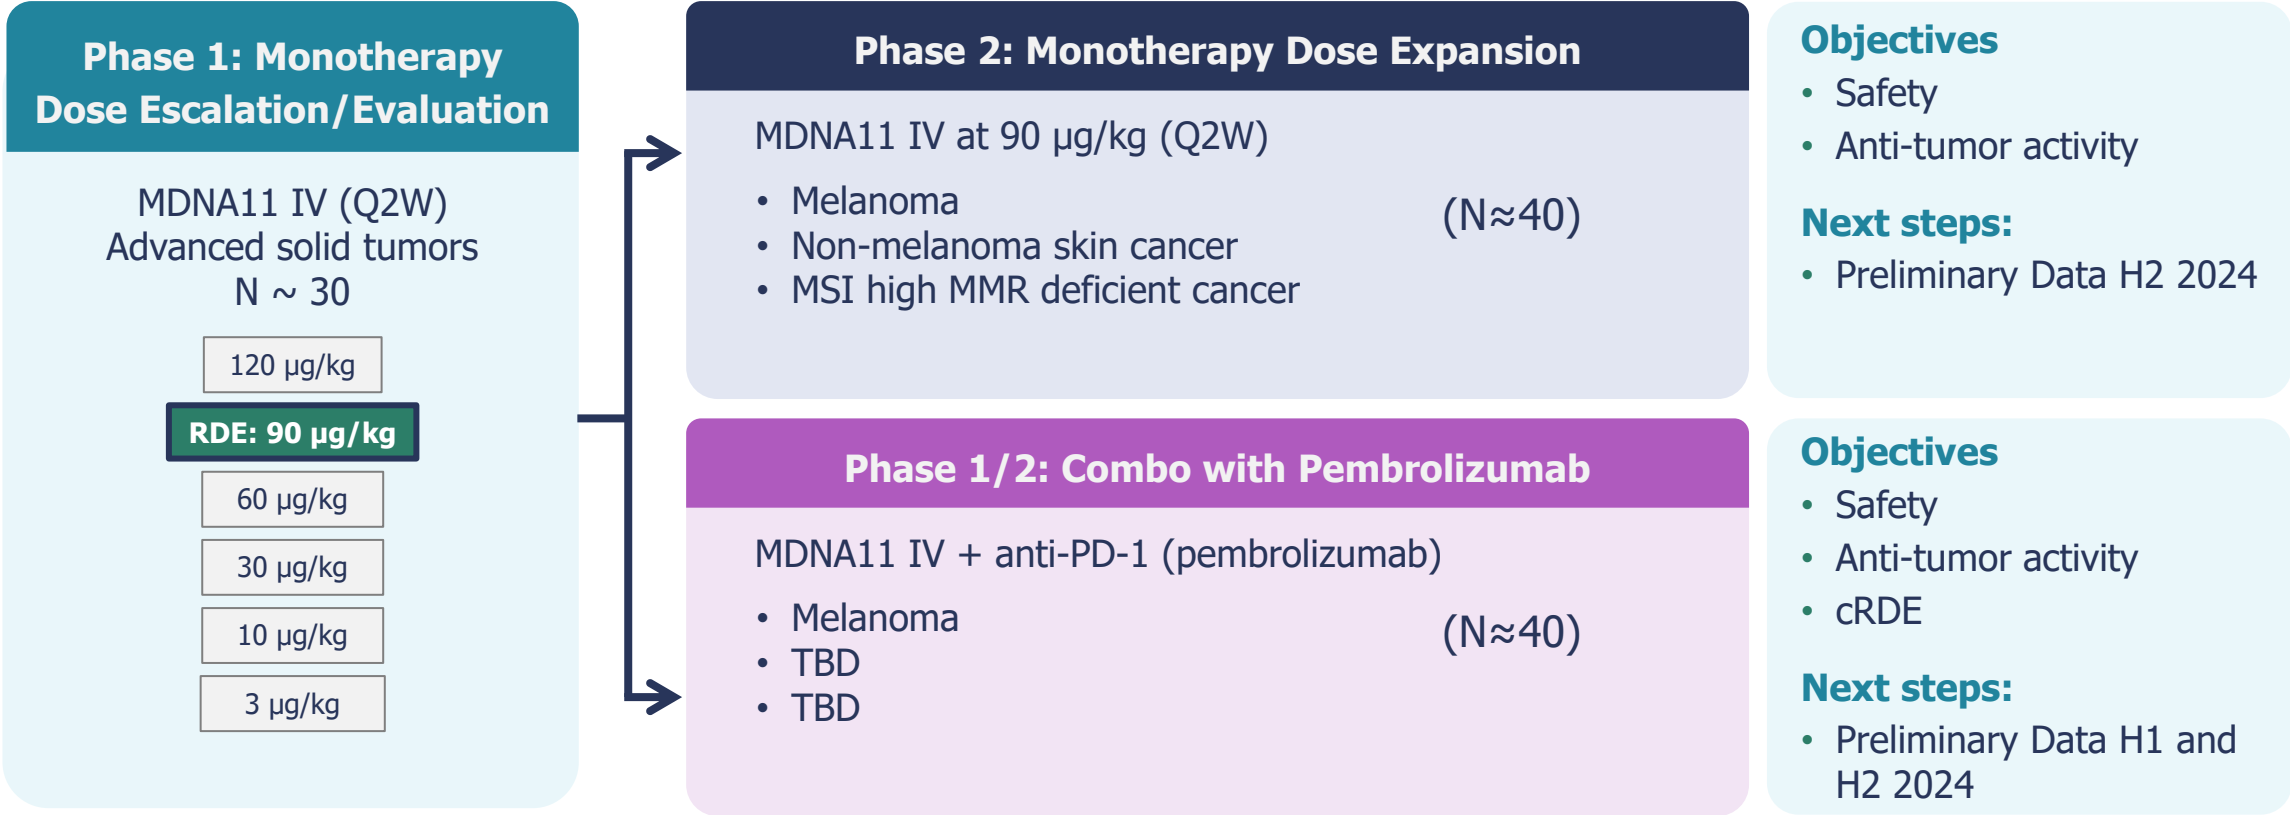 Phase 1: Monotherapy
Dose Escalation/Evaluation
MDNA11 IV (Q2W)
Advanced solid tumors
N ~ 30
120 µg/kg
RDE: 90 µg/kg
60 µg/kg
30 µg/kg
10 µg/kg
3 µg/kg
Phase 2: Monotherapy Dose Expansion
MDNA11 IV at 90 µg/kg (Q2W)
• Melanoma
• Non-melanoma skin cancer
• MSI high MMR deficient cancer
(N≈40)
Objectives
• Safety
• Anti-tumor activity
Next steps:
• Preliminary Data H2 2024
Phase 1/2: Combo with Pembrolizumab
MDNA11 IV + anti-PD-1 (pembrolizumab)
• Melanoma
• TBD
• TBD
(N≈40)
Objectives
• Safety
• Anti-tumor activity
• cRDE
Next steps:
• Preliminary Data H1 and
H2 2024